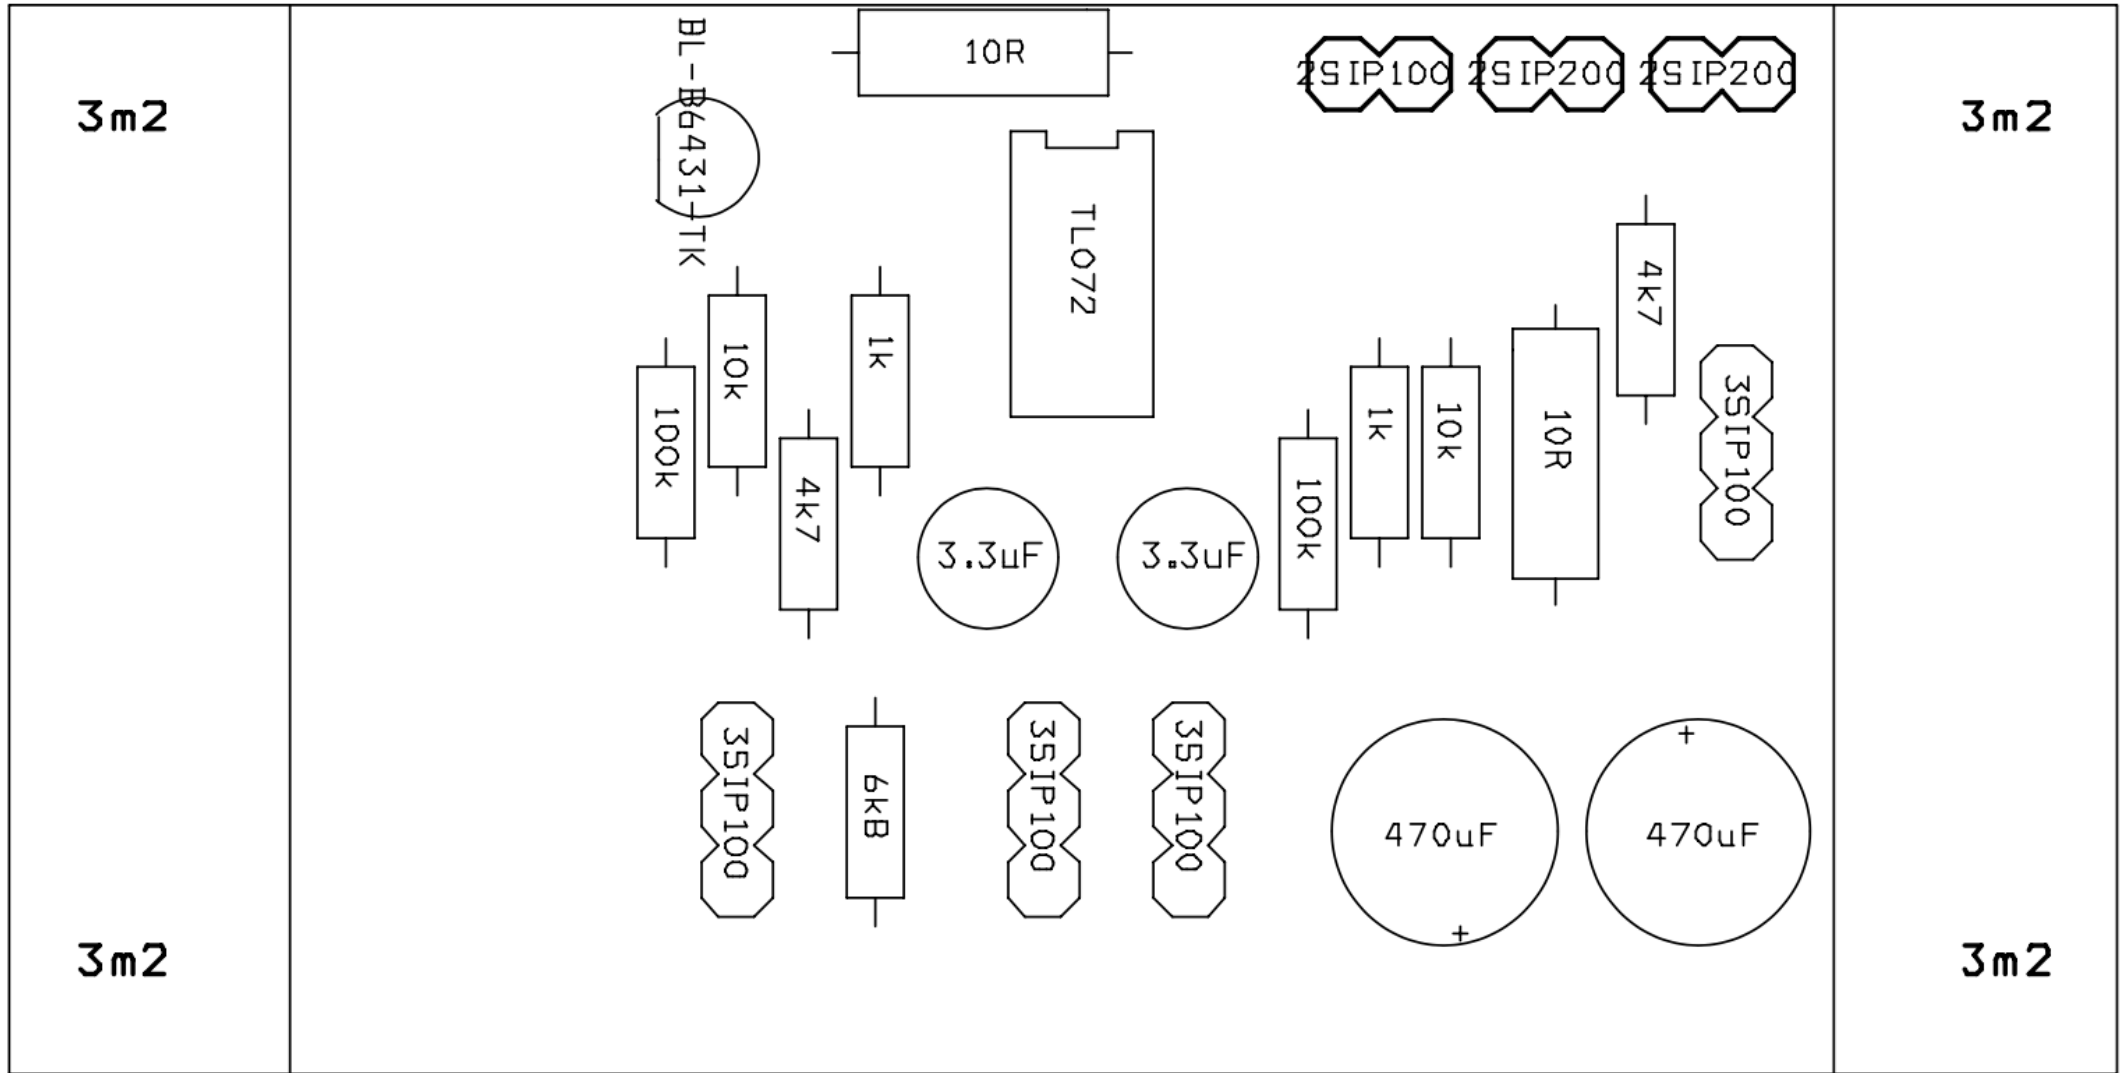 BL-B6431-TK
10R
2SIP100
2SIP200
2SIP200
3m2
3m2
TL072
4k7
10k
1k
3SIP100
100k
1k
10k
10R
4k7
100k
3.3uF
3.3uF
3SIP100
6kB
3SIP100
3SIP100
+
470uF
470uF
+
3m2
3m2